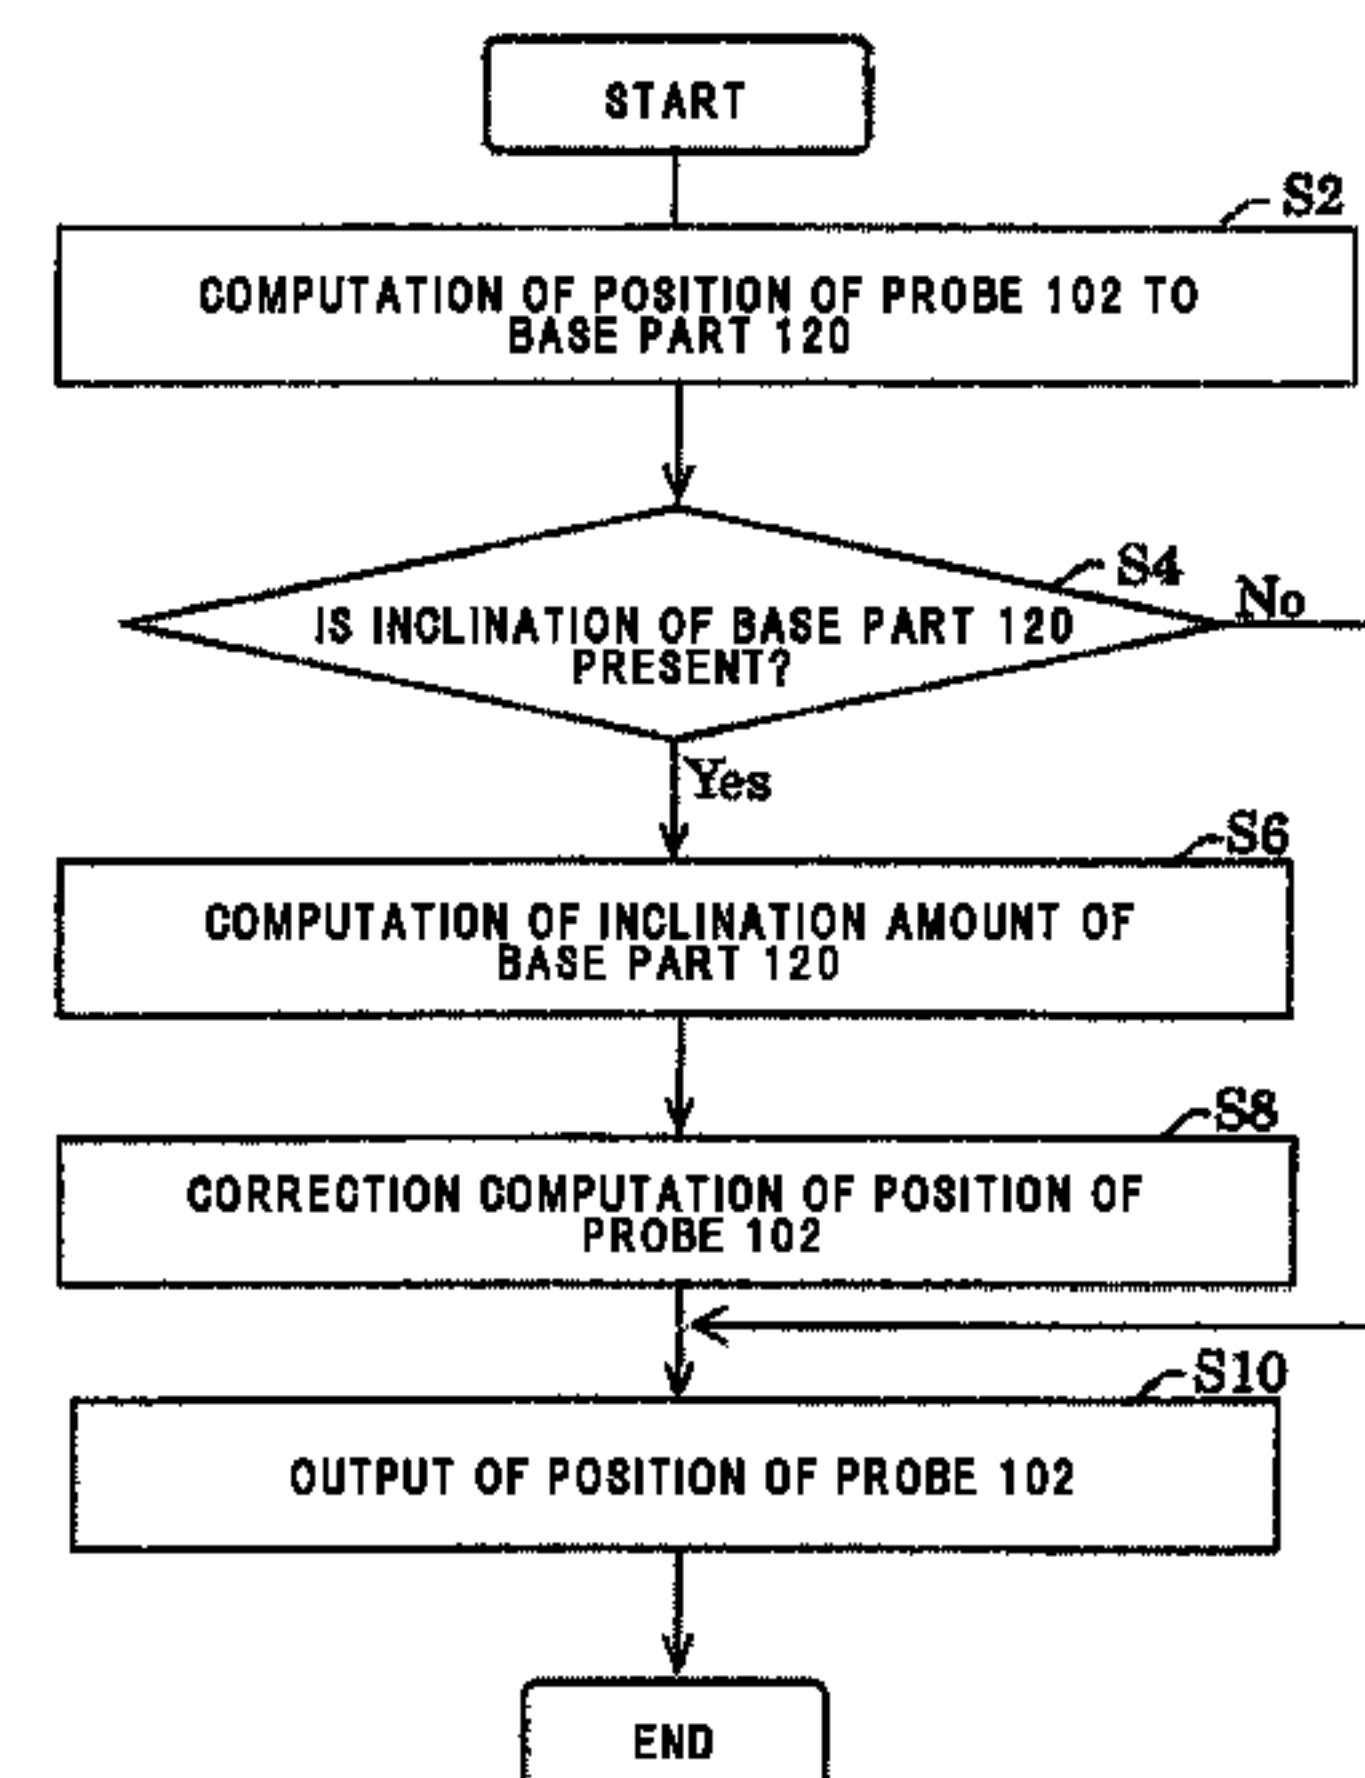 START
S2
COMPUTATION OF POSITION OF PROBE 102 TO
BASE PART 120
S4
No
IS INCLINATION OF BASE PART 120
PRESENT?
Yes
S6
COMPUTATION OF INCLINATION AMOUNT OF
BASE PART 120
S8
CORRECTION COMPUTATION OF POSITION OF
PROBE 102
S10
OUTPUT OF POSITION OF PROBE 102
END